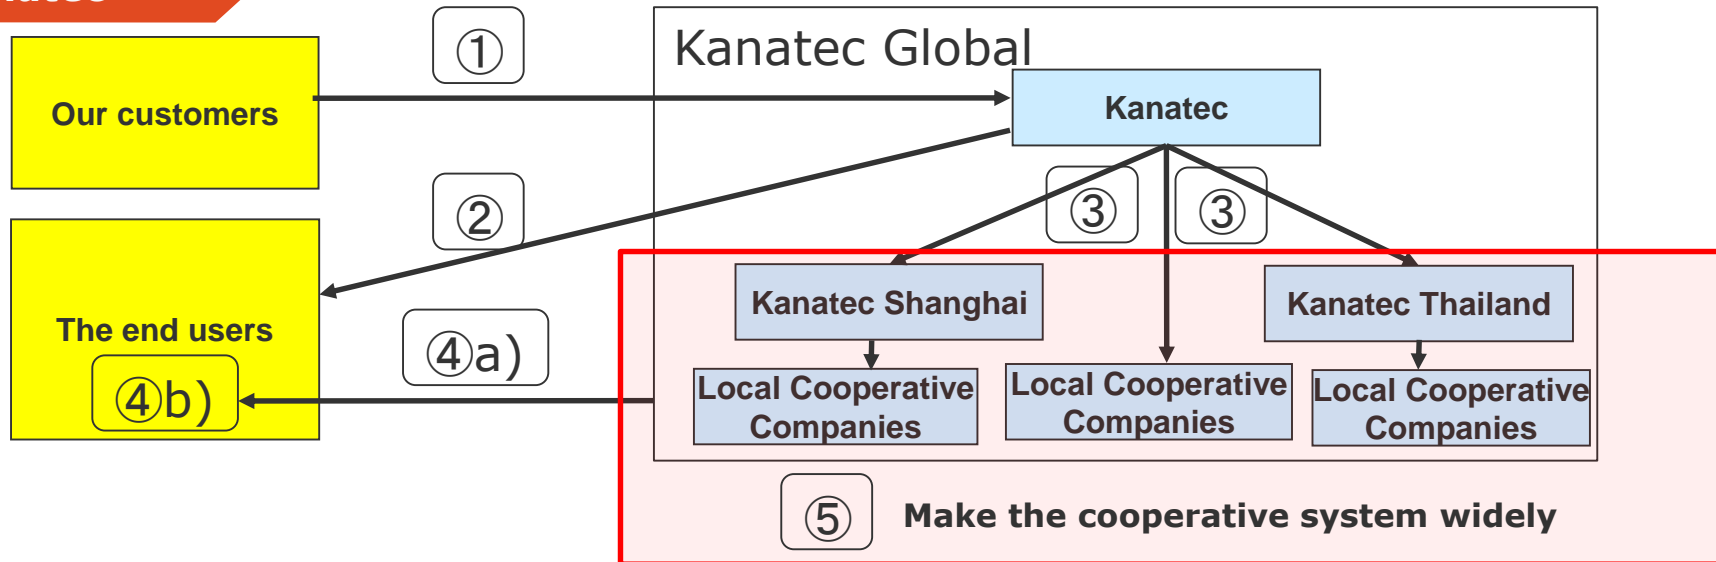 ①
Kanatec Global
Our customers
Kanatec
②
③
③
The end users
Kanatec Shanghai
Kanatec Thailand
④a)
④b)
Local Cooperative
Companies
Local Cooperative
Companies
Local Cooperative
Companies
⑤
Make the cooperative system widely